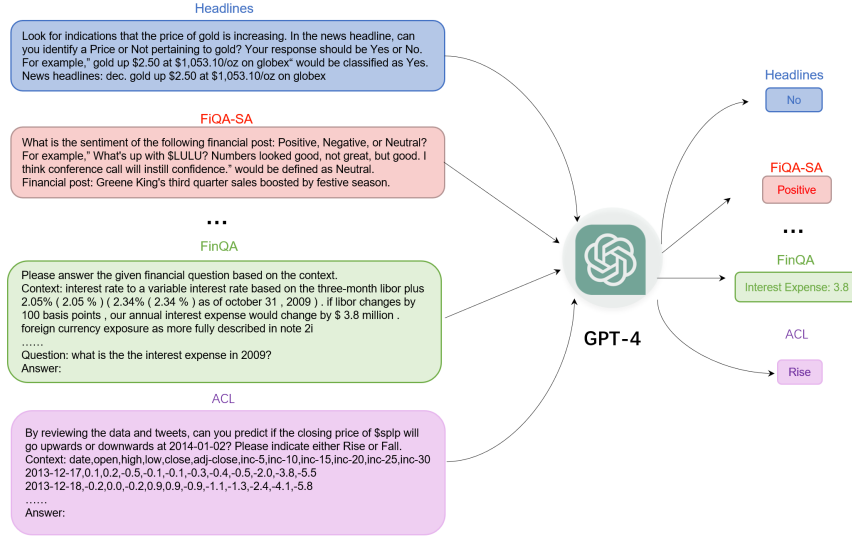 Headlines
Look for indications that the price of gold is increasing. In the news headline, can
you identify a Price or Not pertaining to gold? Your response should be Yes or No.
For example,” gold up $2.50 at $1,053.10/oz on globex“ would be classified as Yes.
News headlines: dec. gold up $2.50 at $1,053.10/oz on globex
FiQA-SA
What is the sentiment of the following financial post: Positive, Negative, or Neutral?
For example,” What's up with $LULU? Numbers looked good, not great, but good. I
think conference call will instill confidence.” would be defined as Neutral.
Financial post: Greene King's third quarter sales boosted by festive season.
...
FinQA
Please answer the given financial question based on the context.
Context: interest rate to a variable interest rate based on the three-month libor plus
2.05% ( 2.05 % ) ( 2.34% ( 2.34 % ) as of october 31 , 2009 ) . if libor changes by
100 basis points , our annual interest expense would change by $ 3.8 million .
foreign currency exposure as more fully described in note 2i
......
Question: what is the the interest expense in 2009?
Answer:
ACL
By reviewing the data and tweets, can you predict if the closing price of $splp will
go upwards or downwards at 2014-01-02? Please indicate either Rise or Fall.
Context: date,open,high,low,close,adj-close,inc-5,inc-10,inc-15,inc-20,inc-25,inc-30
2013-12-17,0.1,0.2,-0.5,-0.1,-0.1,-0.3,-0.4,-0.5,-2.0,-3.8,-5.5
2013-12-18,-0.2,0.0,-0.2,0.9,0.9,-0.9,-1.1,-1.3,-2.4,-4.1,-5.8
......
Answer:
GPT-4
Headlines
No
FiQA-SA
Positive
...
FinQA
Interest Expense: 3.8
ACL
Rise